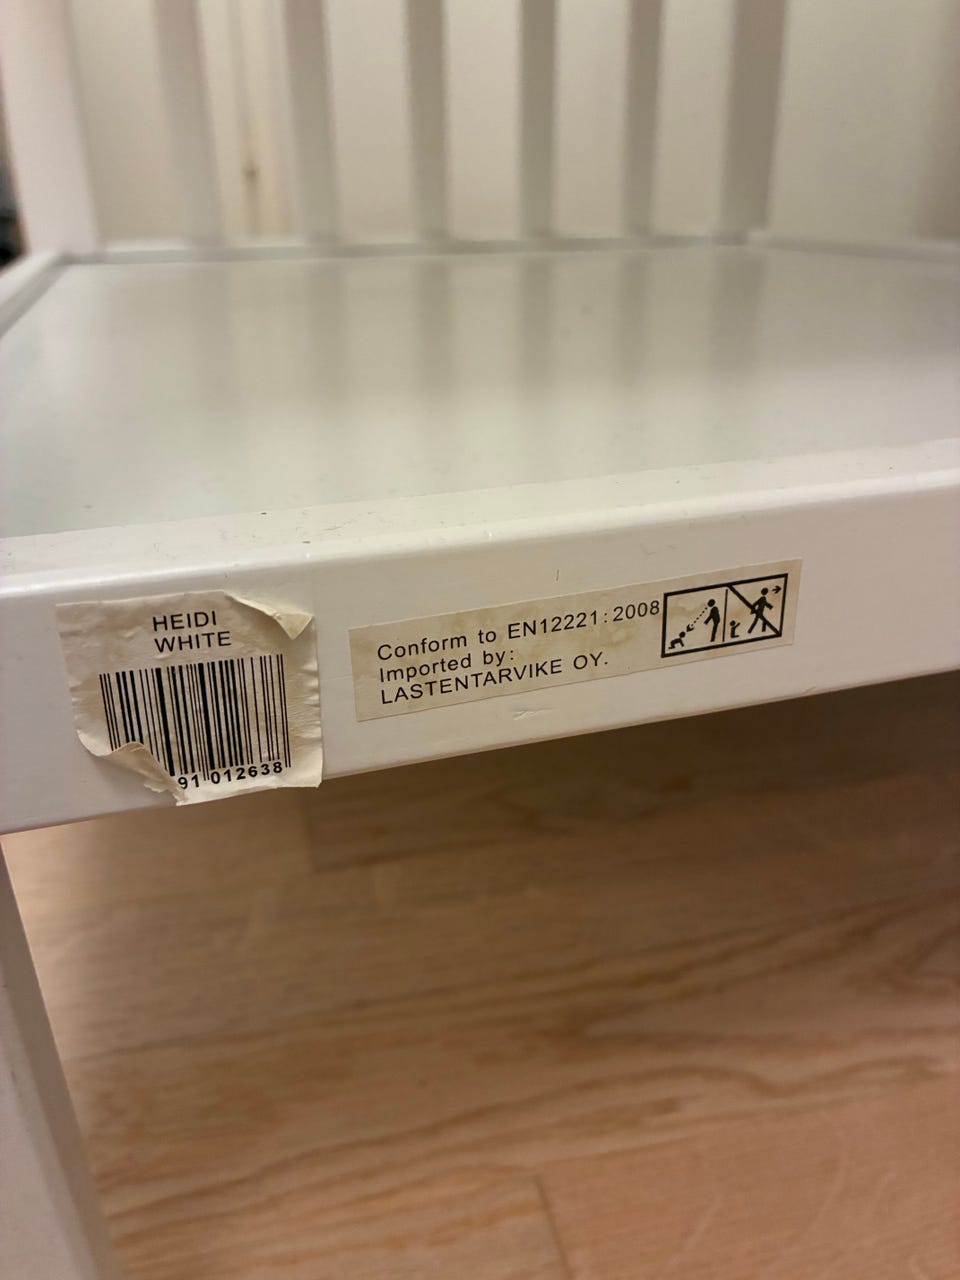 HEIDI
WHITE
91 012638
Conform to EN12221:2008
Imported by:
LASTENTARVIKE OY.